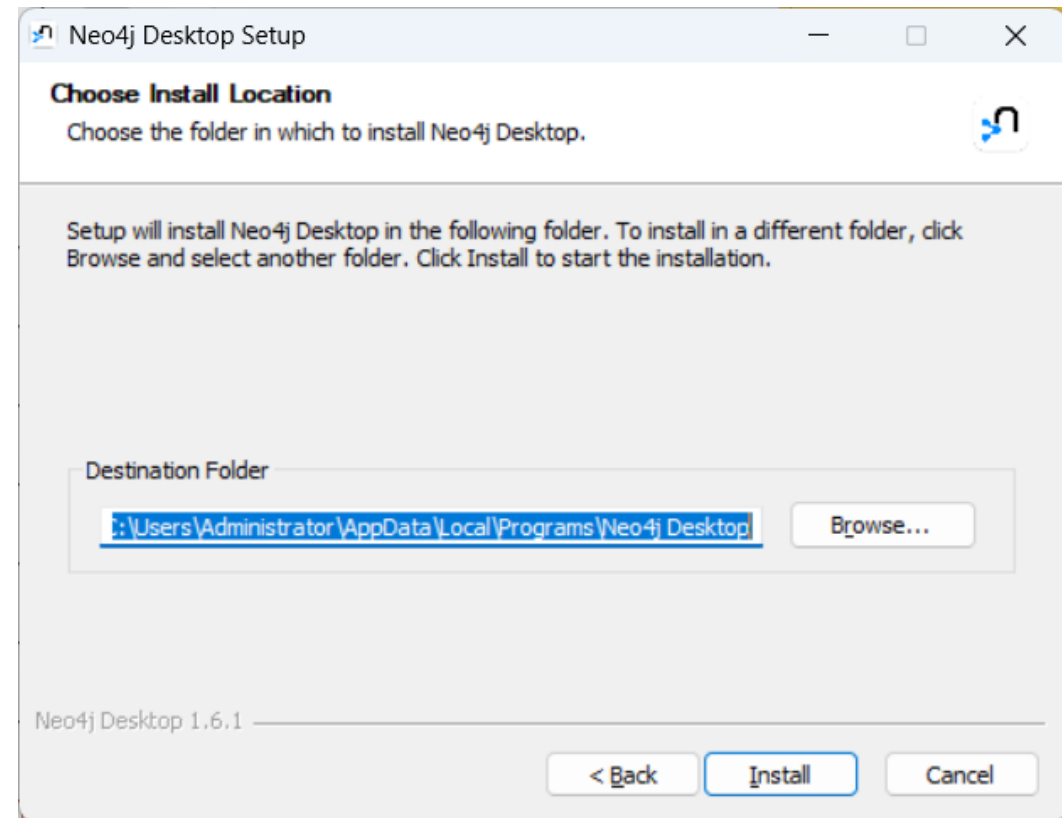 Neo4j Desktop Setup
Choose Install Location
Choose the folder in which to install Neo4j Desktop.
Setup will install Neo4j Desktop in the following folder. To install in a different folder, click
Browse and select another folder. Click Install to start the installation.
Destination Folder
C:\Users\Administrator\AppData\Local\Programs\Neo4j Desktop
Browse...
Neo4j Desktop 1.6.1
< Back
Install
Cancel